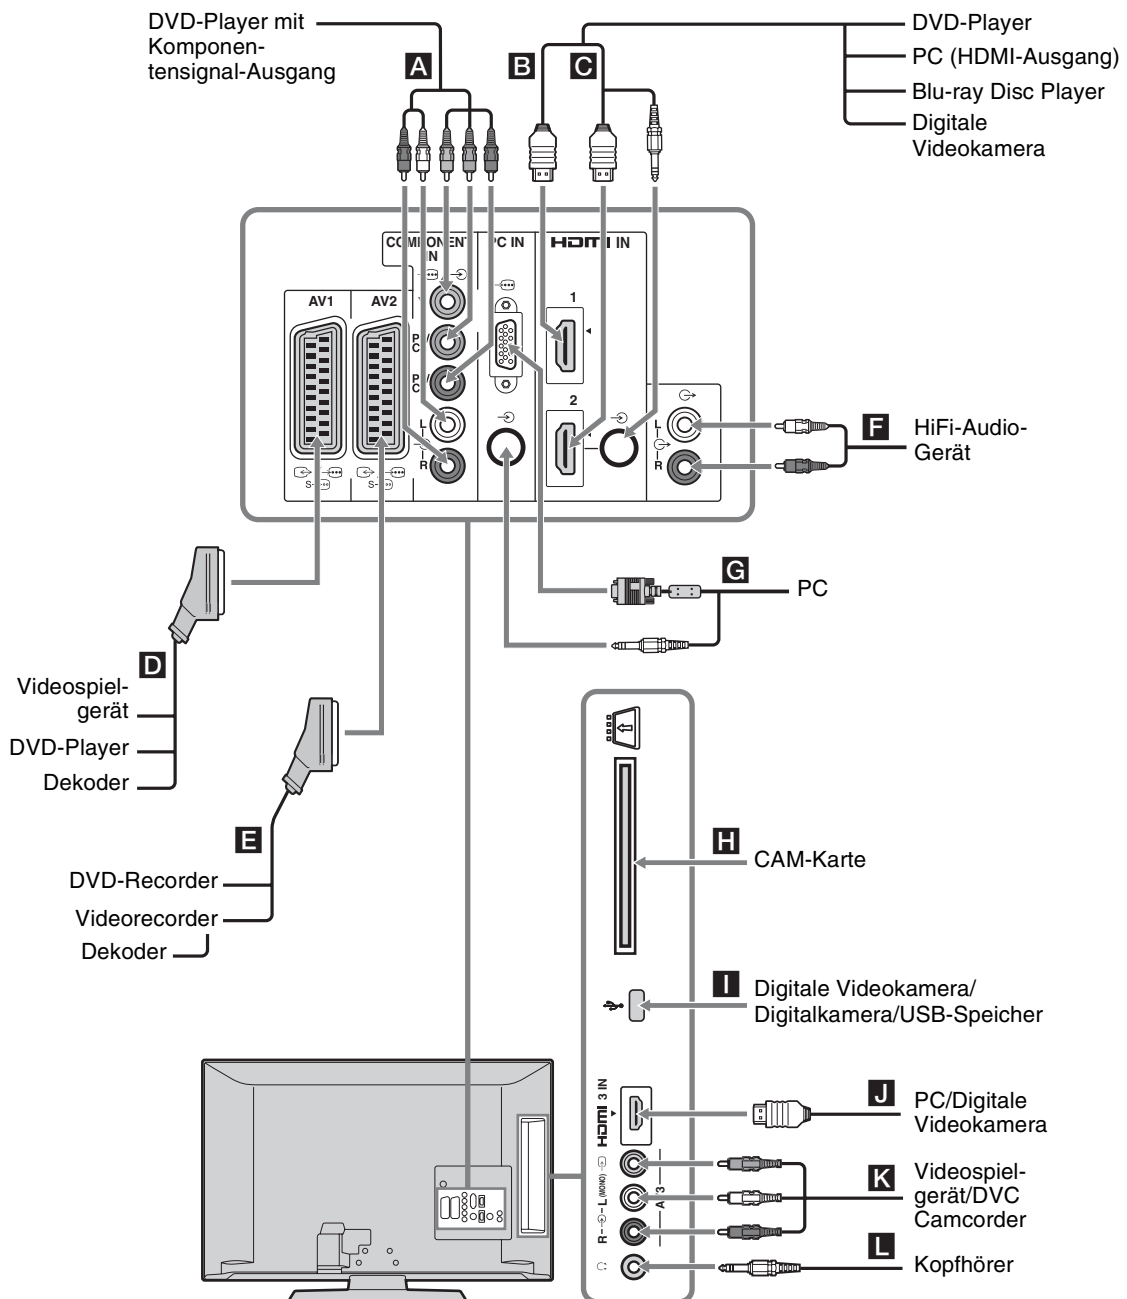 DVD-Player mit
Komponen-
tensignal-Ausgang
A
B
C
DVD-Player
PC (HDMI-Ausgang)
Blu-ray Disc Player
Digitale
Videokamera
COMPONENT
IN
PC IN
HDMI IN
AV1
AV2
1
2
L
R
L
R
S
S
F
HiFi-Audio-
Gerät
G
PC
D
Videospiel-
gerät
DVD-Player
Dekoder
E
DVD-Recorder
Videorecorder
Dekoder
H
CAM-Karte
I
Digitale Videokamera/
Digitalkamera/USB-Speicher
HDMI 3 IN
J
PC/Digitale
Videokamera
R L (MONO)
K
Videospiel-
gerät/DVC
Camcorder
L
Kopfhörer